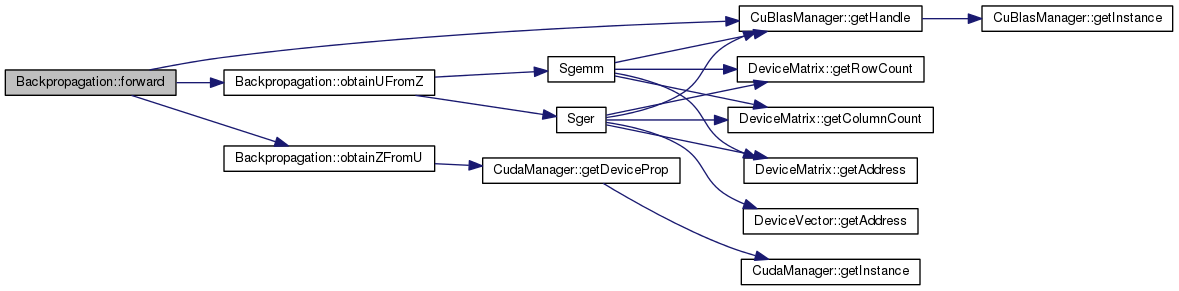 Backpropagation::forward
Backpropagation::obtainUFromZ
Backpropagation::obtainZFromU
Sgemm
Sger
CudaManager::getDeviceProp
CuBlasManager::getHandle
DeviceMatrix::getRowCount
DeviceMatrix::getColumnCount
DeviceMatrix::getAddress
DeviceVector::getAddress
CudaManager::getInstance
CuBlasManager::getInstance